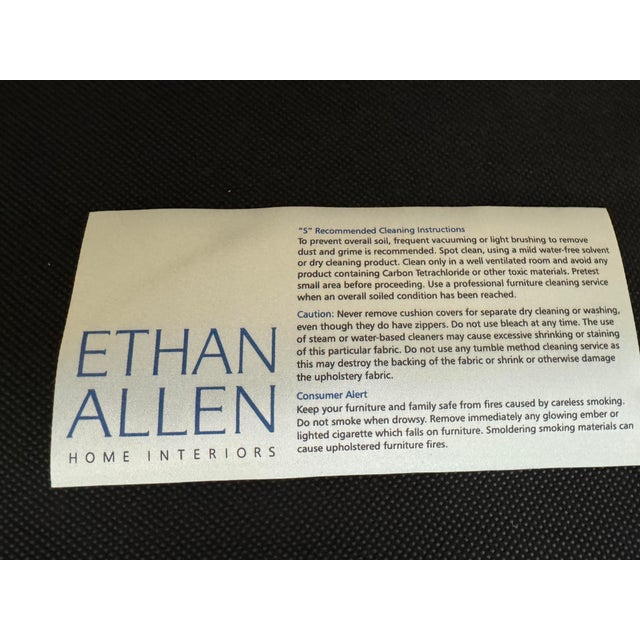 "S" Recommended Cleaning Instructions
To prevent overall soil, frequent vacuuming or light brushing to remove
dust and grime is recommended. Spot clean, using a mild water-free solvent
or dry cleaning product. Clean only in a well ventilated room and avoid any
product containing Carbon Tetrachloride or other toxic materials. Pretest
small area before proceeding. Use a professional furniture cleaning service
when an overall soiled condition has been reached.
Caution: Never remove cushion covers for separate dry cleaning or washing,
even though they do have zippers. Do not use bleach at any time. The use
of steam or water-based cleaners may cause excessive shrinking or staining
of this particular fabric. Do not use any tumble method cleaning service as
this may destroy the backing of the fabric or shrink or otherwise damage
the upholstery fabric.
Consumer Alert
Keep your furniture and family safe from fires caused by careless smoking.
Do not smoke when drowsy. Remove immediately any glowing ember or
lighted cigarette which falls on furniture. Smoldering smoking materials can
cause upholstered furniture fires.
ETHAN
ALLEN
HOME INTERIORS